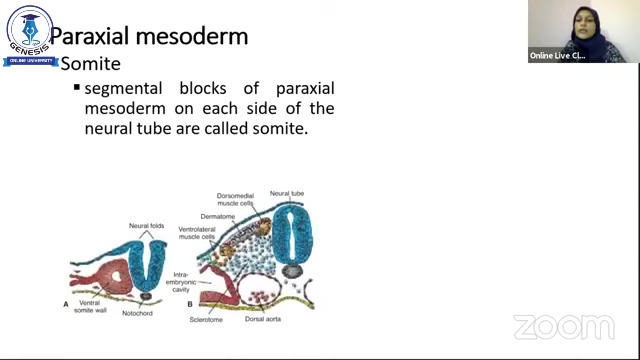 Paraxial mesoderm
GENESIS
ONLINE UNIVERSITY
Somite
▪ segmental blocks of paraxial
mesoderm on each side of the
neural tube are called somite.
Online Live Cl...
Dorsomedial
muscle cells
Neural tube
Dermatome
Ventrolateral
muscle cells
Neural folds
Intra-
embryonic
cavity
A
Ventral
somite wall
Notochord
B
Sclerotome
Dorsal aorta
zoom